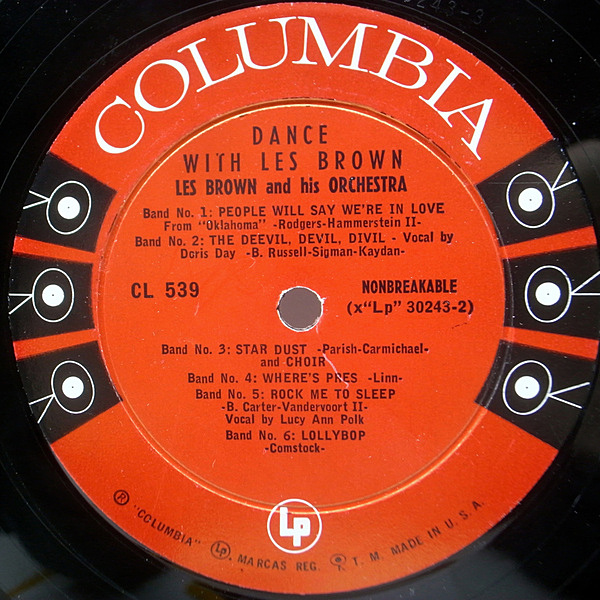 COLUMBIA
DANCE
WITH LES BROWN
LES BROWN and his ORCHESTRA
Band No. 1: PEOPLE WILL SAY WE'RE IN LOVE
From "Oklahoma" -Rodgers-Hammerstein II-
Band No. 2: THE DEEVIL, DEVIL, DIVIL - Vocal by
Doris Day -B. Russell-Sigman-Kaydan-
CL 539
NONBREAKABLE
(x"Lp" 30243-2)
Band No. 3: STAR DUST -Parish-Carmichael-
and CHOIR
Band No. 4: WHERE'S PRES -Linn-
Band No. 5: ROCK ME TO SLEEP
-B. Carter-Vandervoort II-
Vocal by Lucy Ann Polk
Band No. 6: LOLLYBOP
-Comstock-
Lp
® "COLUMBIA" Lp, MARCAS REG. T. M. MADE IN U. S. A.